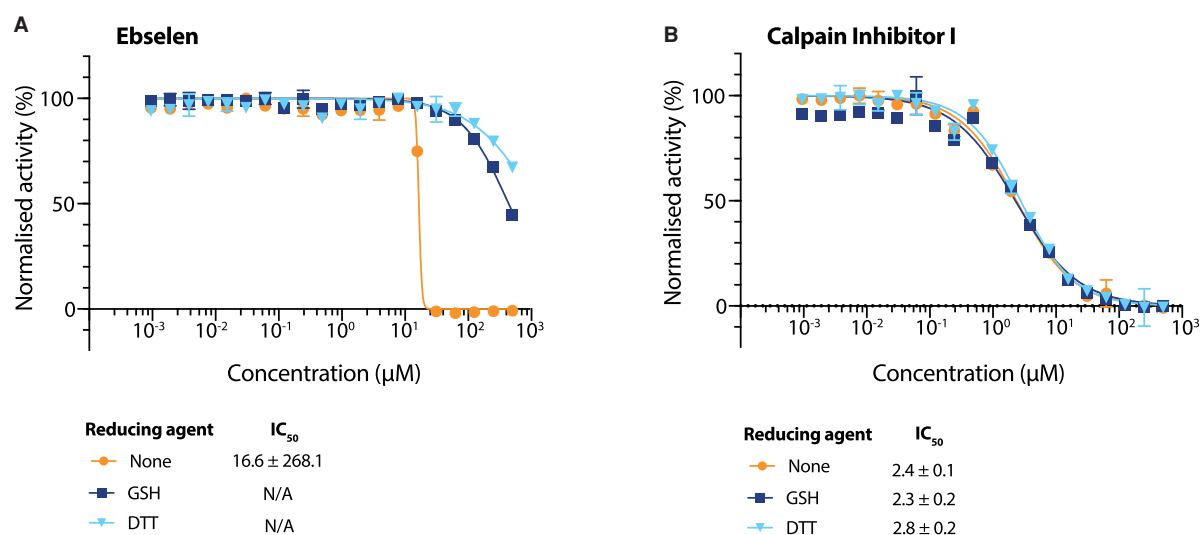 A
Ebselen
Normalised activity (%)
100
50
0
10-3 10-2 10-1 100 101 102 103
Concentration (µM)
Reducing agent IC50
None 16.6 ± 268.1
GSH N/A
DTT N/A
B
Calpain Inhibitor I
Normalised activity (%)
100
50
0
10-3 10-2 10-1 100 101 102 103
Concentration (µM)
Reducing agent IC50
None 2.4 ± 0.1
GSH 2.3 ± 0.2
DTT 2.8 ± 0.2